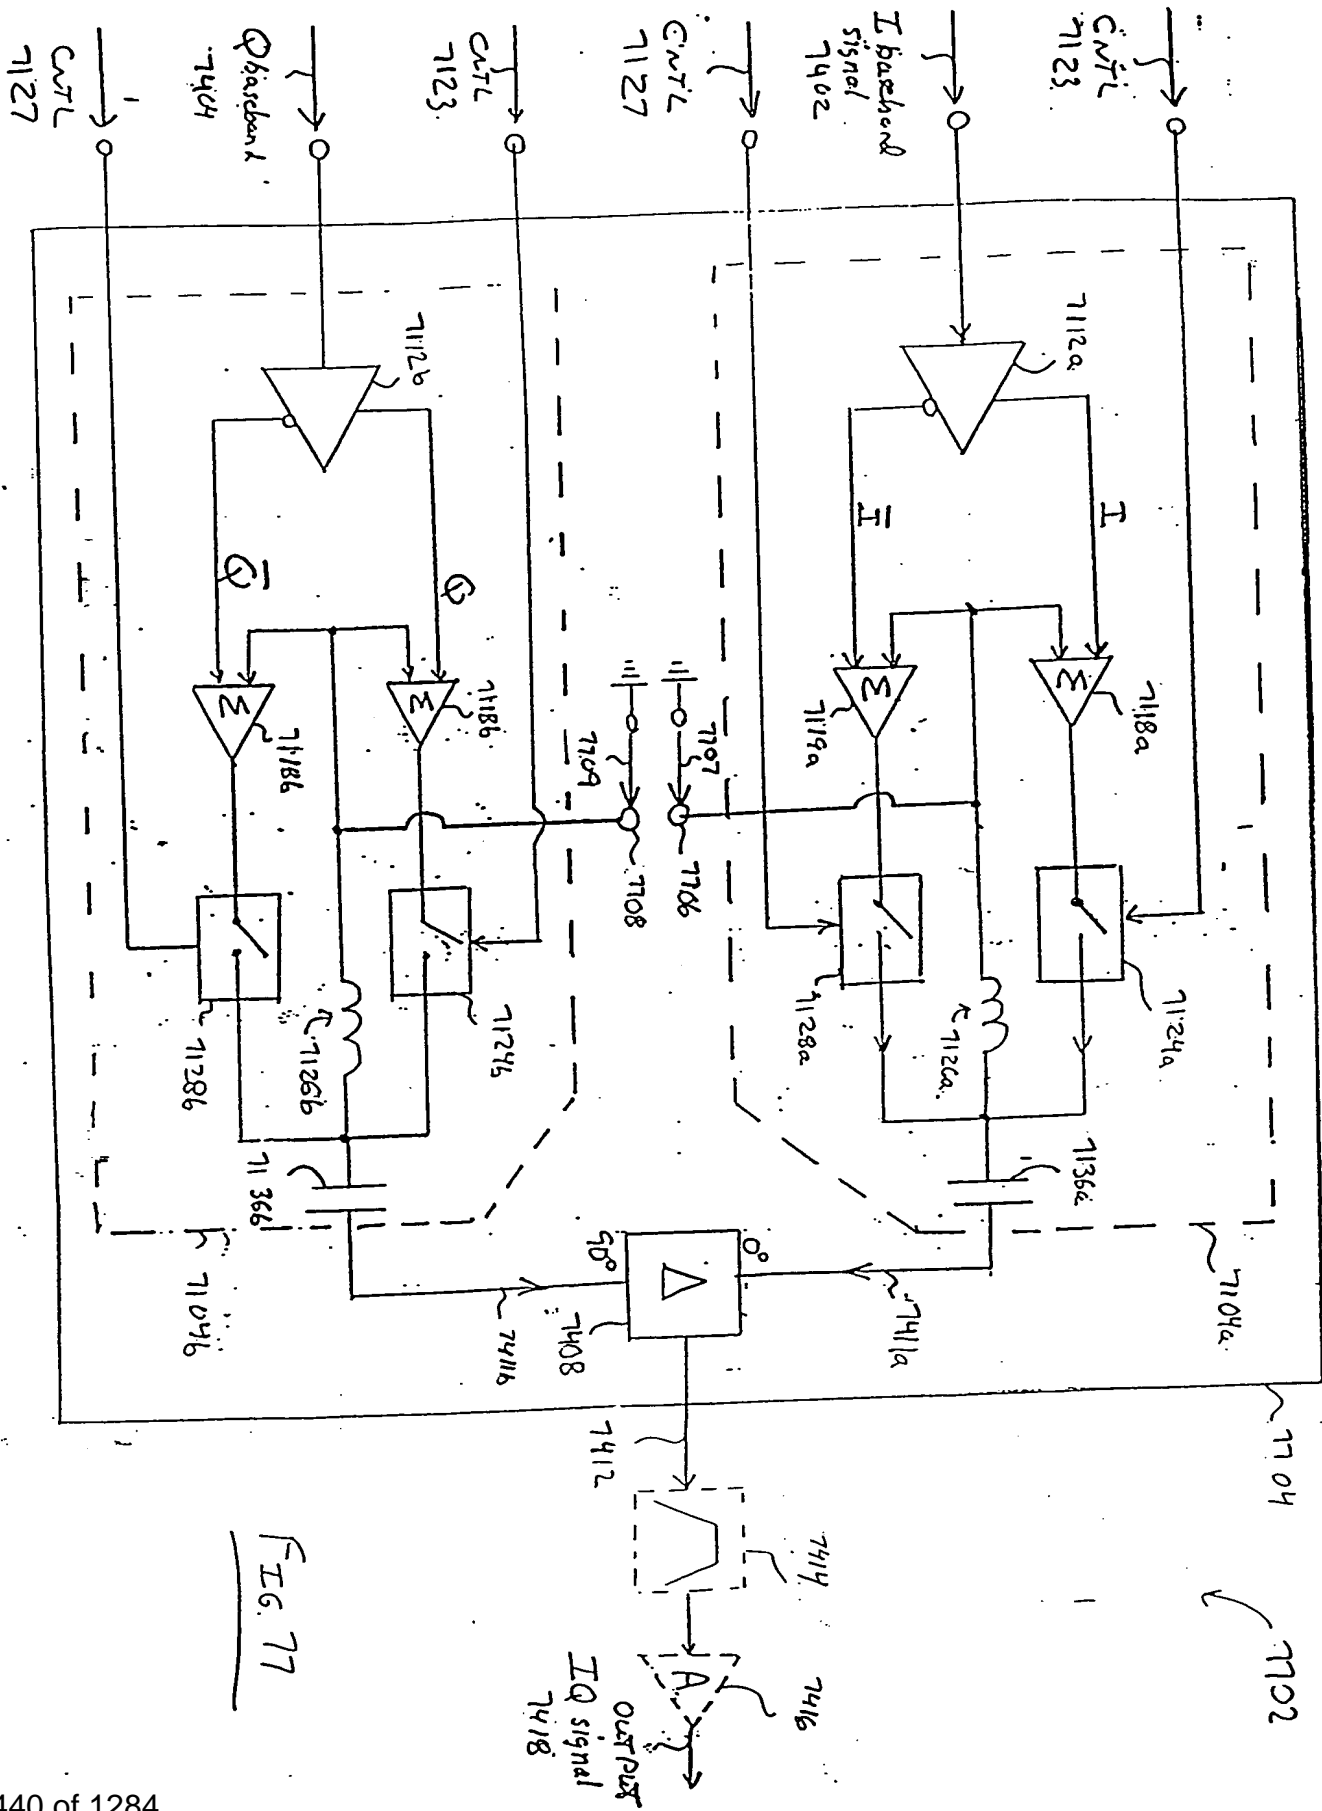 CNTL
7123
I baseband
signal
7402
CNTL
7127
CNTL
7123
Q baseband
7404
CNTL
7127
7112a
I
I̅
Σ
7118a
Σ
7119a
7124a
7128a
7126a
7136a
7104a
7411a
7707
7706
7709
7708
7112b
Q
Q̅
Σ
7118b
Σ
7118b
7124b
7128b
7126b
7136b
7104b
7411b
0°
90°
7408
7412
7704
7702
7414
A
7416
OUTPUT
IQ signal
7418
FIG. 77
440 of 1284